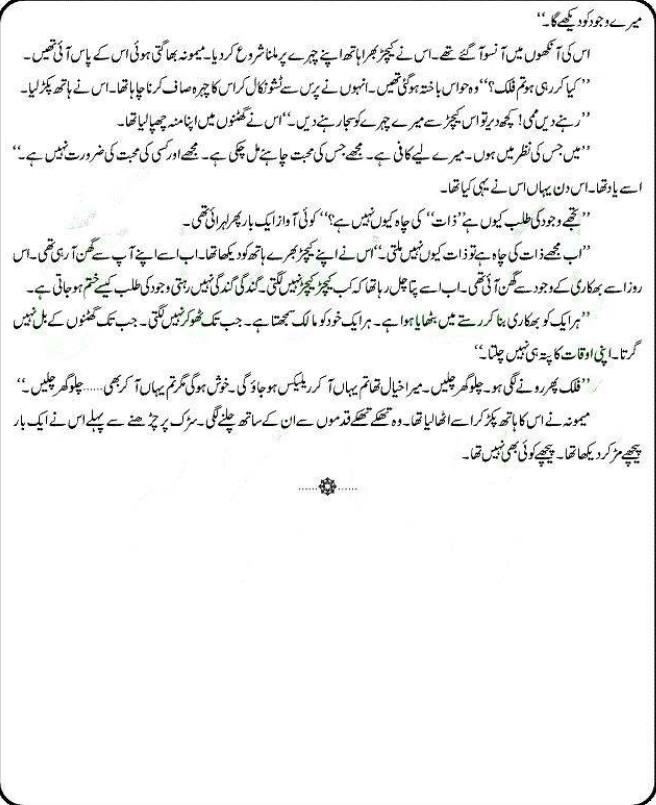 میرے وجود کو دیکھے گا۔‘‘
اس کی آنکھوں میں آنسو آ گئے تھے۔ اس نے کیچڑ بھرا ہاتھ اپنے چہرے پر ملنا شروع کر دیا۔ میمونہ بھاگتی ہوئی اس کے پاس آئی تھیں۔
’’کیا کر رہی ہو تم فلک؟‘‘ وہ حواس باختہ ہو گئی تھیں۔ انہوں نے پرس سے ٹشو نکال کر اس کا چہرہ صاف کرنا چاہا تھا۔ اس نے ہاتھ پکڑ لیا۔
’’رہنے دیں ممی! کچھ دیر تو اس کیچڑ سے میرے چہرے کو سجا رہنے دیں۔‘‘ اس نے گھٹنوں میں اپنا منہ چھپا لیا تھا۔
’’میں جس کی نظر میں ہوں۔ میرے لیے کافی ہے۔ مجھے جس کی محبت چاہئے مل چکی ہے۔ مجھے اور کسی کی محبت کی ضرورت نہیں ہے۔‘‘
اسے یاد تھا۔ اس دن یہاں اس نے یہی کہا تھا۔
’’تجھے وجود کی طلب کیوں ہے ’’ذات‘‘ کی چاہ کیوں نہیں ہے؟‘‘ کوئی آواز ایک بار پھر لہرائی تھی۔
’’اب مجھے ذات کی چاہ ہے تو ذات کیوں نہیں ملتی۔‘‘ اس نے اپنے کیچڑ بھرے ہاتھ کو دیکھا تھا۔ اب اسے اپنے آپ سے گھن آ رہی تھی۔ اس
روز اسے بھکاری کے وجود سے گھن آئی تھی۔ اب اسے پتا چل رہا تھا کہ کب کیچڑ کیچڑ نہیں لگتی۔ گندگی گندگی نہیں رہتی وجود کی طلب کیسے ختم ہو جاتی ہے۔
’’ہر ایک کو بھکاری بنا کر رستے میں بٹھایا ہوا ہے۔ ہر ایک خود کو مالک سمجھتا ہے۔ جب تک ٹھوکر نہیں لگتی۔ جب تک گھٹنوں کے بل نہیں
گرتا۔ اپنی اوقات کا پتہ ہی نہیں چلتا۔‘‘
’’فلک پھر رونے لگی ہو۔ چلو گھر چلیں۔ میرا خیال تھا تم یہاں آ کر ریلیکس ہو جاؤ گی۔ خوش ہو گی مگر تم یہاں آ کر بھی...... چلو گھر چلیں۔‘‘
میمونہ نے اس کا ہاتھ پکڑ کر اسے اٹھا لیا تھا۔ وہ تھکے تھکے قدموں سے ان کے ساتھ چلنے لگی۔ سڑک پر چڑھنے سے پہلے اس نے ایک بار
پیچھے مڑ کر دیکھا تھا۔ پیچھے کوئی بھی نہیں تھا۔